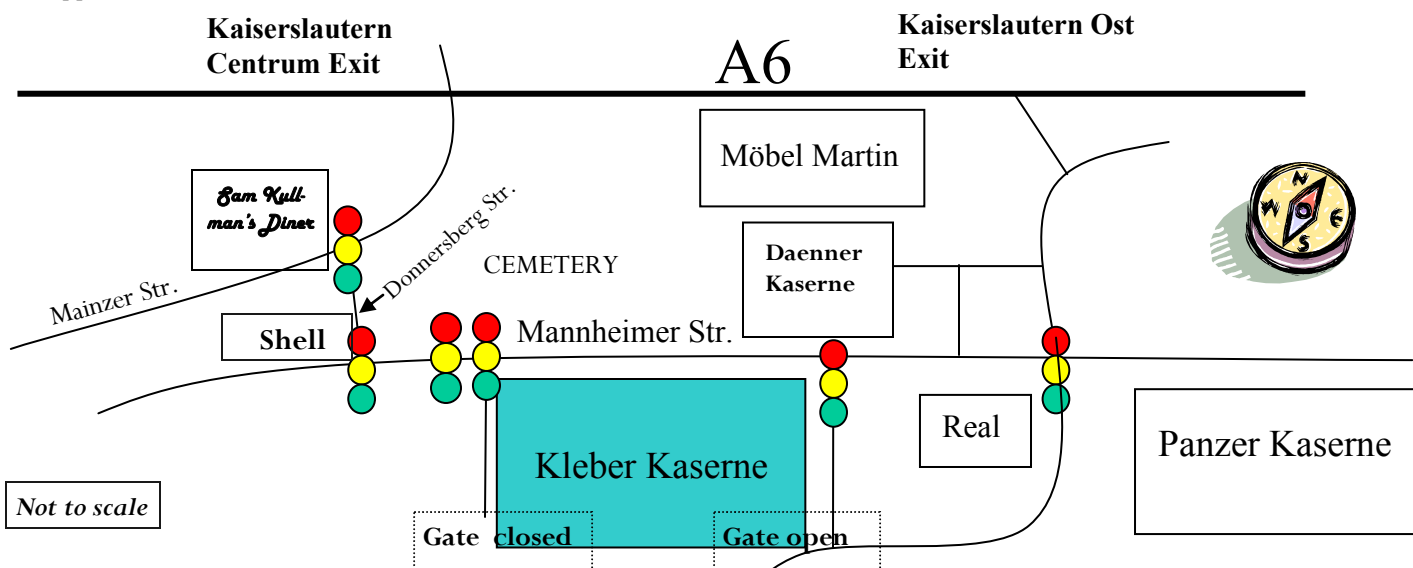 Kaiserslautern
Centrum Exit
A6
Kaiserslautern Ost
Exit
Möbel Martin
Sam Kull-
man's Diner
Donnersberg Str.
CEMETERY
Daenner
Kaserne
N
W
E
S
Mainzer Str.
Shell
Mannheimer Str.
Real
Panzer Kaserne
Kleber Kaserne
Not to scale
Gate closed
Gate open